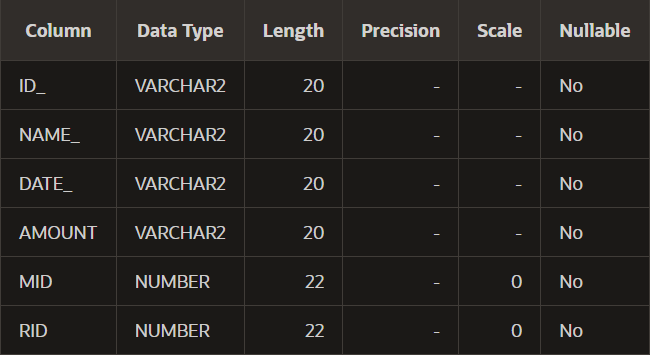 Column Data Type Length Precision Scale Nullable
ID_ VARCHAR2 20 - - No
NAME_ VARCHAR2 20 - - No
DATE_ VARCHAR2 20 - - No
AMOUNT VARCHAR2 20 - - No
MID NUMBER 22 - 0 No
RID NUMBER 22 - 0 No